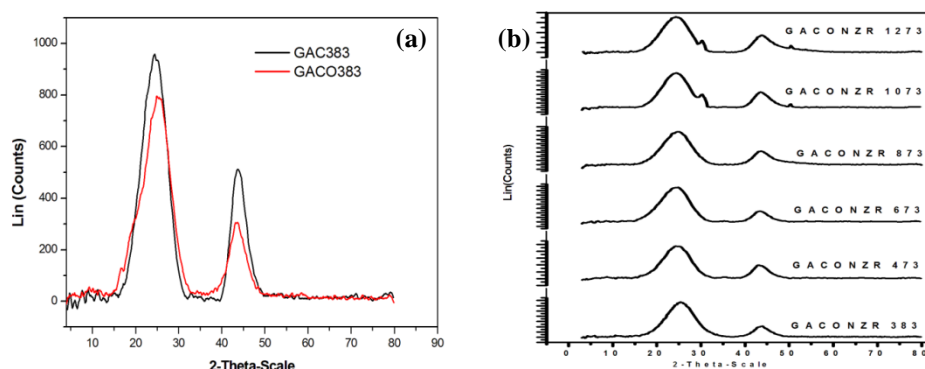 (a)
GAC383
GACO383
Lin (Counts)
1000
800
600
400
200
0
10 20 30 40 50 60 70 80 90
2-Theta-Scale
(b)
Lin(Counts)
GACONZR 1273
GACONZR 1073
GACONZR 873
GACONZR 673
GACONZR 473
GACONZR 383
0 10 20 30 40 50 60 70 80
2-Theta-Scale